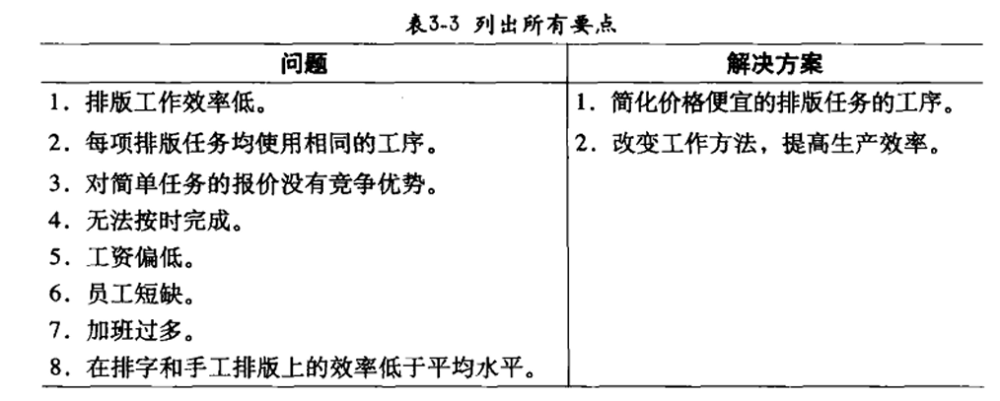 表3-3 列出所有要点
问题 解决方案
1. 排版工作效率低。 1. 简化价格便宜的排版任务的工序。
2. 每项排版任务均使用相同的工序。 2. 改变工作方法，提高生产效率。
3. 对简单任务的报价没有竞争优势。
4. 无法按时完成。
5. 工资偏低。
6. 员工短缺。
7. 加班过多。
8. 在排字和手工排版上的效率低于平均水平。